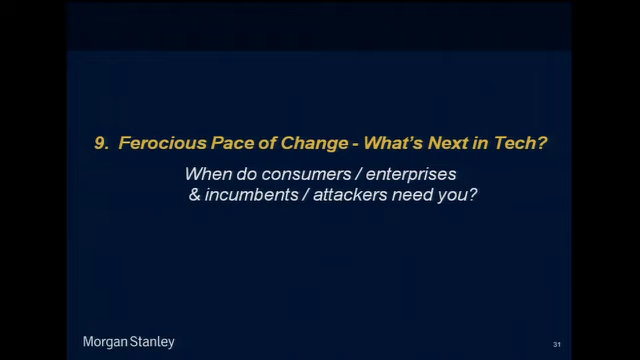 9. Ferocious Pace of Change - What's Next in Tech?
When do consumers / enterprises
& incumbents / attackers need you?
Morgan Stanley
31